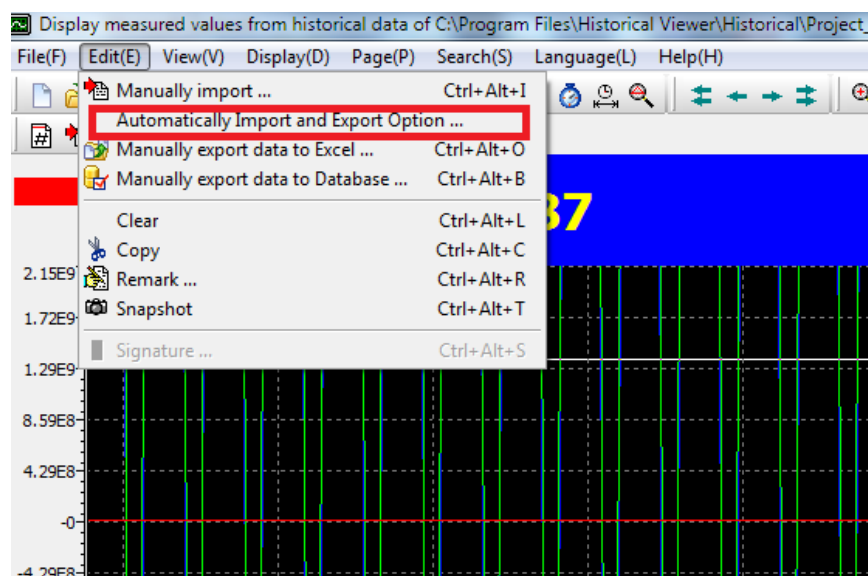 Display measured values from historical data of C:\Program Files\Historical Viewer\Historical\Project_
File(F) Edit(E) View(V) Display(D) Page(P) Search(S) Language(L) Help(H)
Manually import ... Ctrl+Alt+I
Automatically Import and Export Option ...
Manually export data to Excel ... Ctrl+Alt+O
Manually export data to Database ... Ctrl+Alt+B
Clear Ctrl+Alt+L
37
Copy Ctrl+Alt+C
2.15E9 Remark ... Ctrl+Alt+R
1.72E9 Snapshot Ctrl+Alt+T
Signature ... Ctrl+Alt+S
1.29E9
8.59E8
4.29E8
-0
-4.29E8